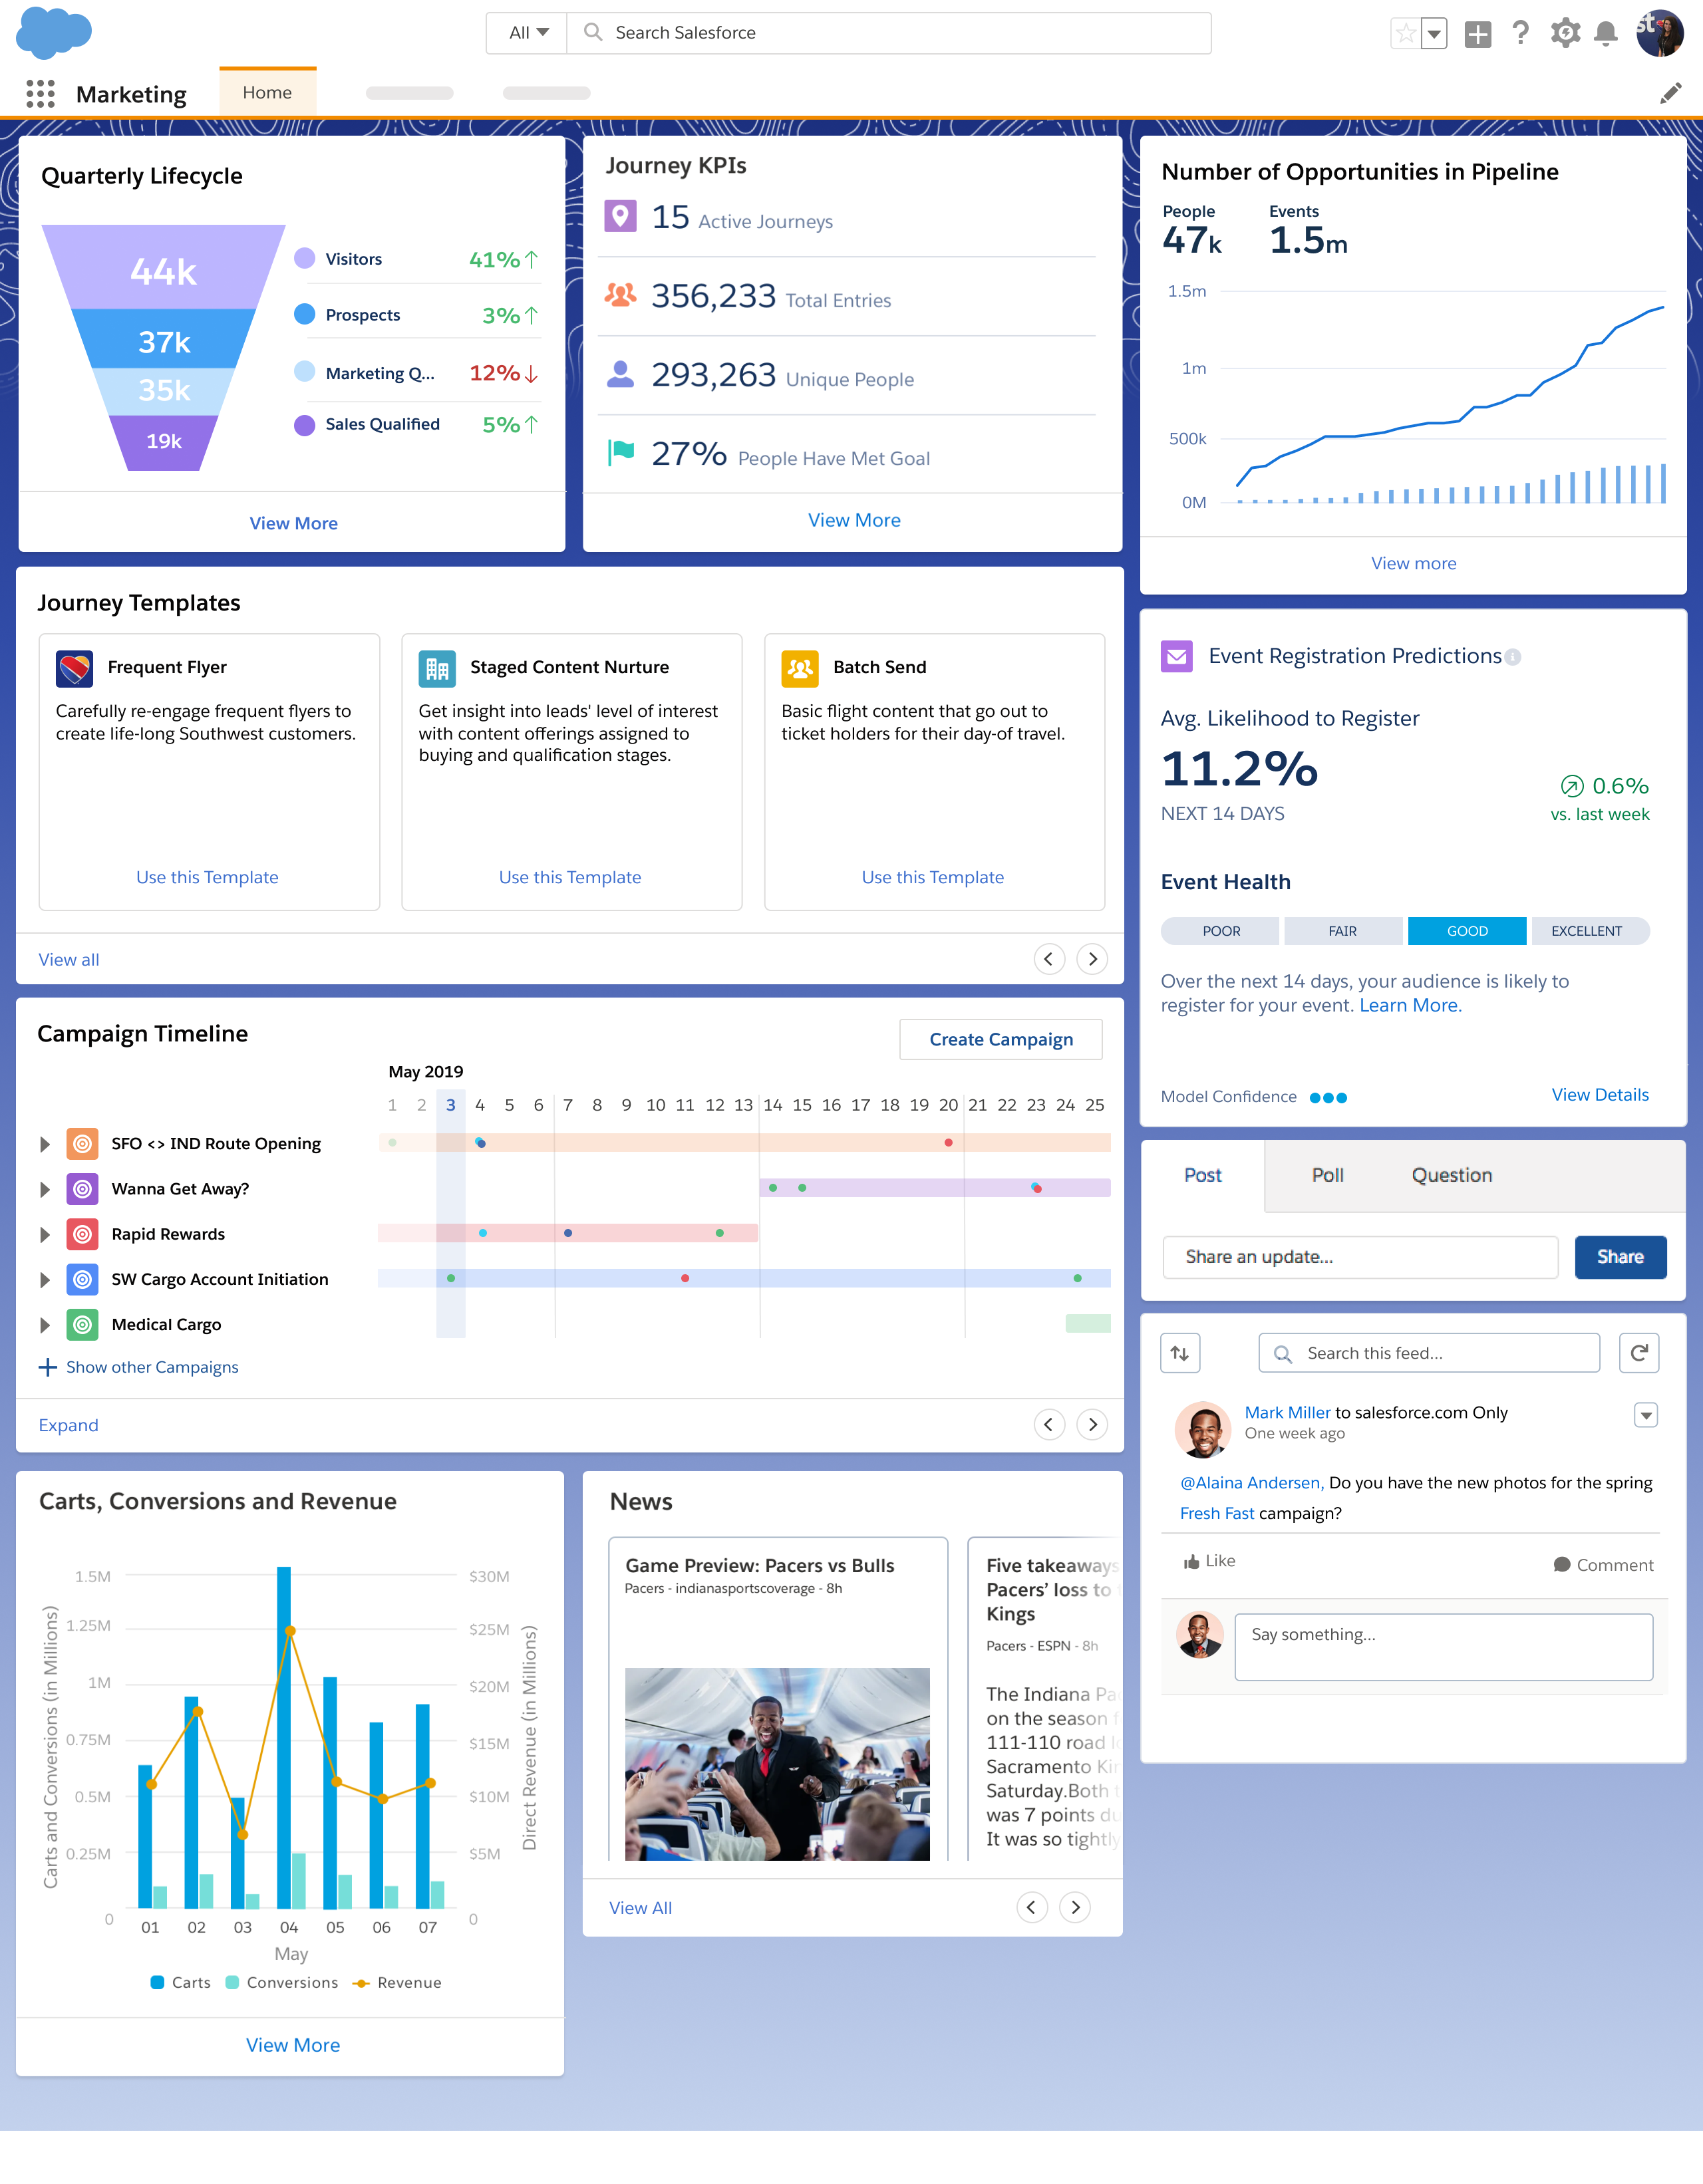 All
Search Salesforce
Marketing
Home
Quarterly Lifecycle
44k
37k
35k
19k
Visitors 41%↑
Prospects 3%↑
Marketing Q... 12%↓
Sales Qualified 5%↑
View More
Journey KPIs
15 Active Journeys
356,233 Total Entries
293,263 Unique People
27% People Have Met Goal
View More
Number of Opportunities in Pipeline
People Events
47k 1.5m
1.5m
1m
500k
0M
View more
Journey Templates
Frequent Flyer
Carefully re-engage frequent flyers to
create life-long Southwest customers.
Use this Template
Staged Content Nurture
Get insight into leads' level of interest
with content offerings assigned to
buying and qualification stages.
Use this Template
Batch Send
Basic flight content that go out to
ticket holders for their day-of travel.
Use this Template
View all
Event Registration Predictions
Avg. Likelihood to Register
11.2%
NEXT 14 DAYS
0.6%
vs. last week
Event Health
POOR FAIR GOOD EXCELLENT
Over the next 14 days, your audience is likely to
register for your event. Learn More.
Model Confidence
View Details
Campaign Timeline
Create Campaign
May 2019
1 2 3 4 5 6 7 8 9 10 11 12 13 14 15 16 17 18 19 20 21 22 23 24 25
SFO <> IND Route Opening
Wanna Get Away?
Rapid Rewards
SW Cargo Account Initiation
Medical Cargo
Show other Campaigns
Expand
Post Poll Question
Share an update...
Share
Search this feed...
Mark Miller to salesforce.com Only
One week ago
@Alaina Andersen, Do you have the new photos for the spring
Fresh Fast campaign?
Like
Comment
Say something...
Carts, Conversions and Revenue
Carts and Conversions (in Millions)
1.5M
1.25M
1M
0.75M
0.5M
0.25M
0
$30M
$25M
$20M
$15M
$10M
$5M
0
Direct Revenue (in Millions)
01 02 03 04 05 06 07
May
Carts Conversions Revenue
View More
News
Game Preview: Pacers vs Bulls
Pacers - indianasportscoverage - 8h
Five takeaways
Pacers’ loss to
Kings
Pacers - ESPN - 8h
The Indiana
on the season
111-110 road
Sacramento
Saturday.Both
was 7 points
It was so tightly
View All